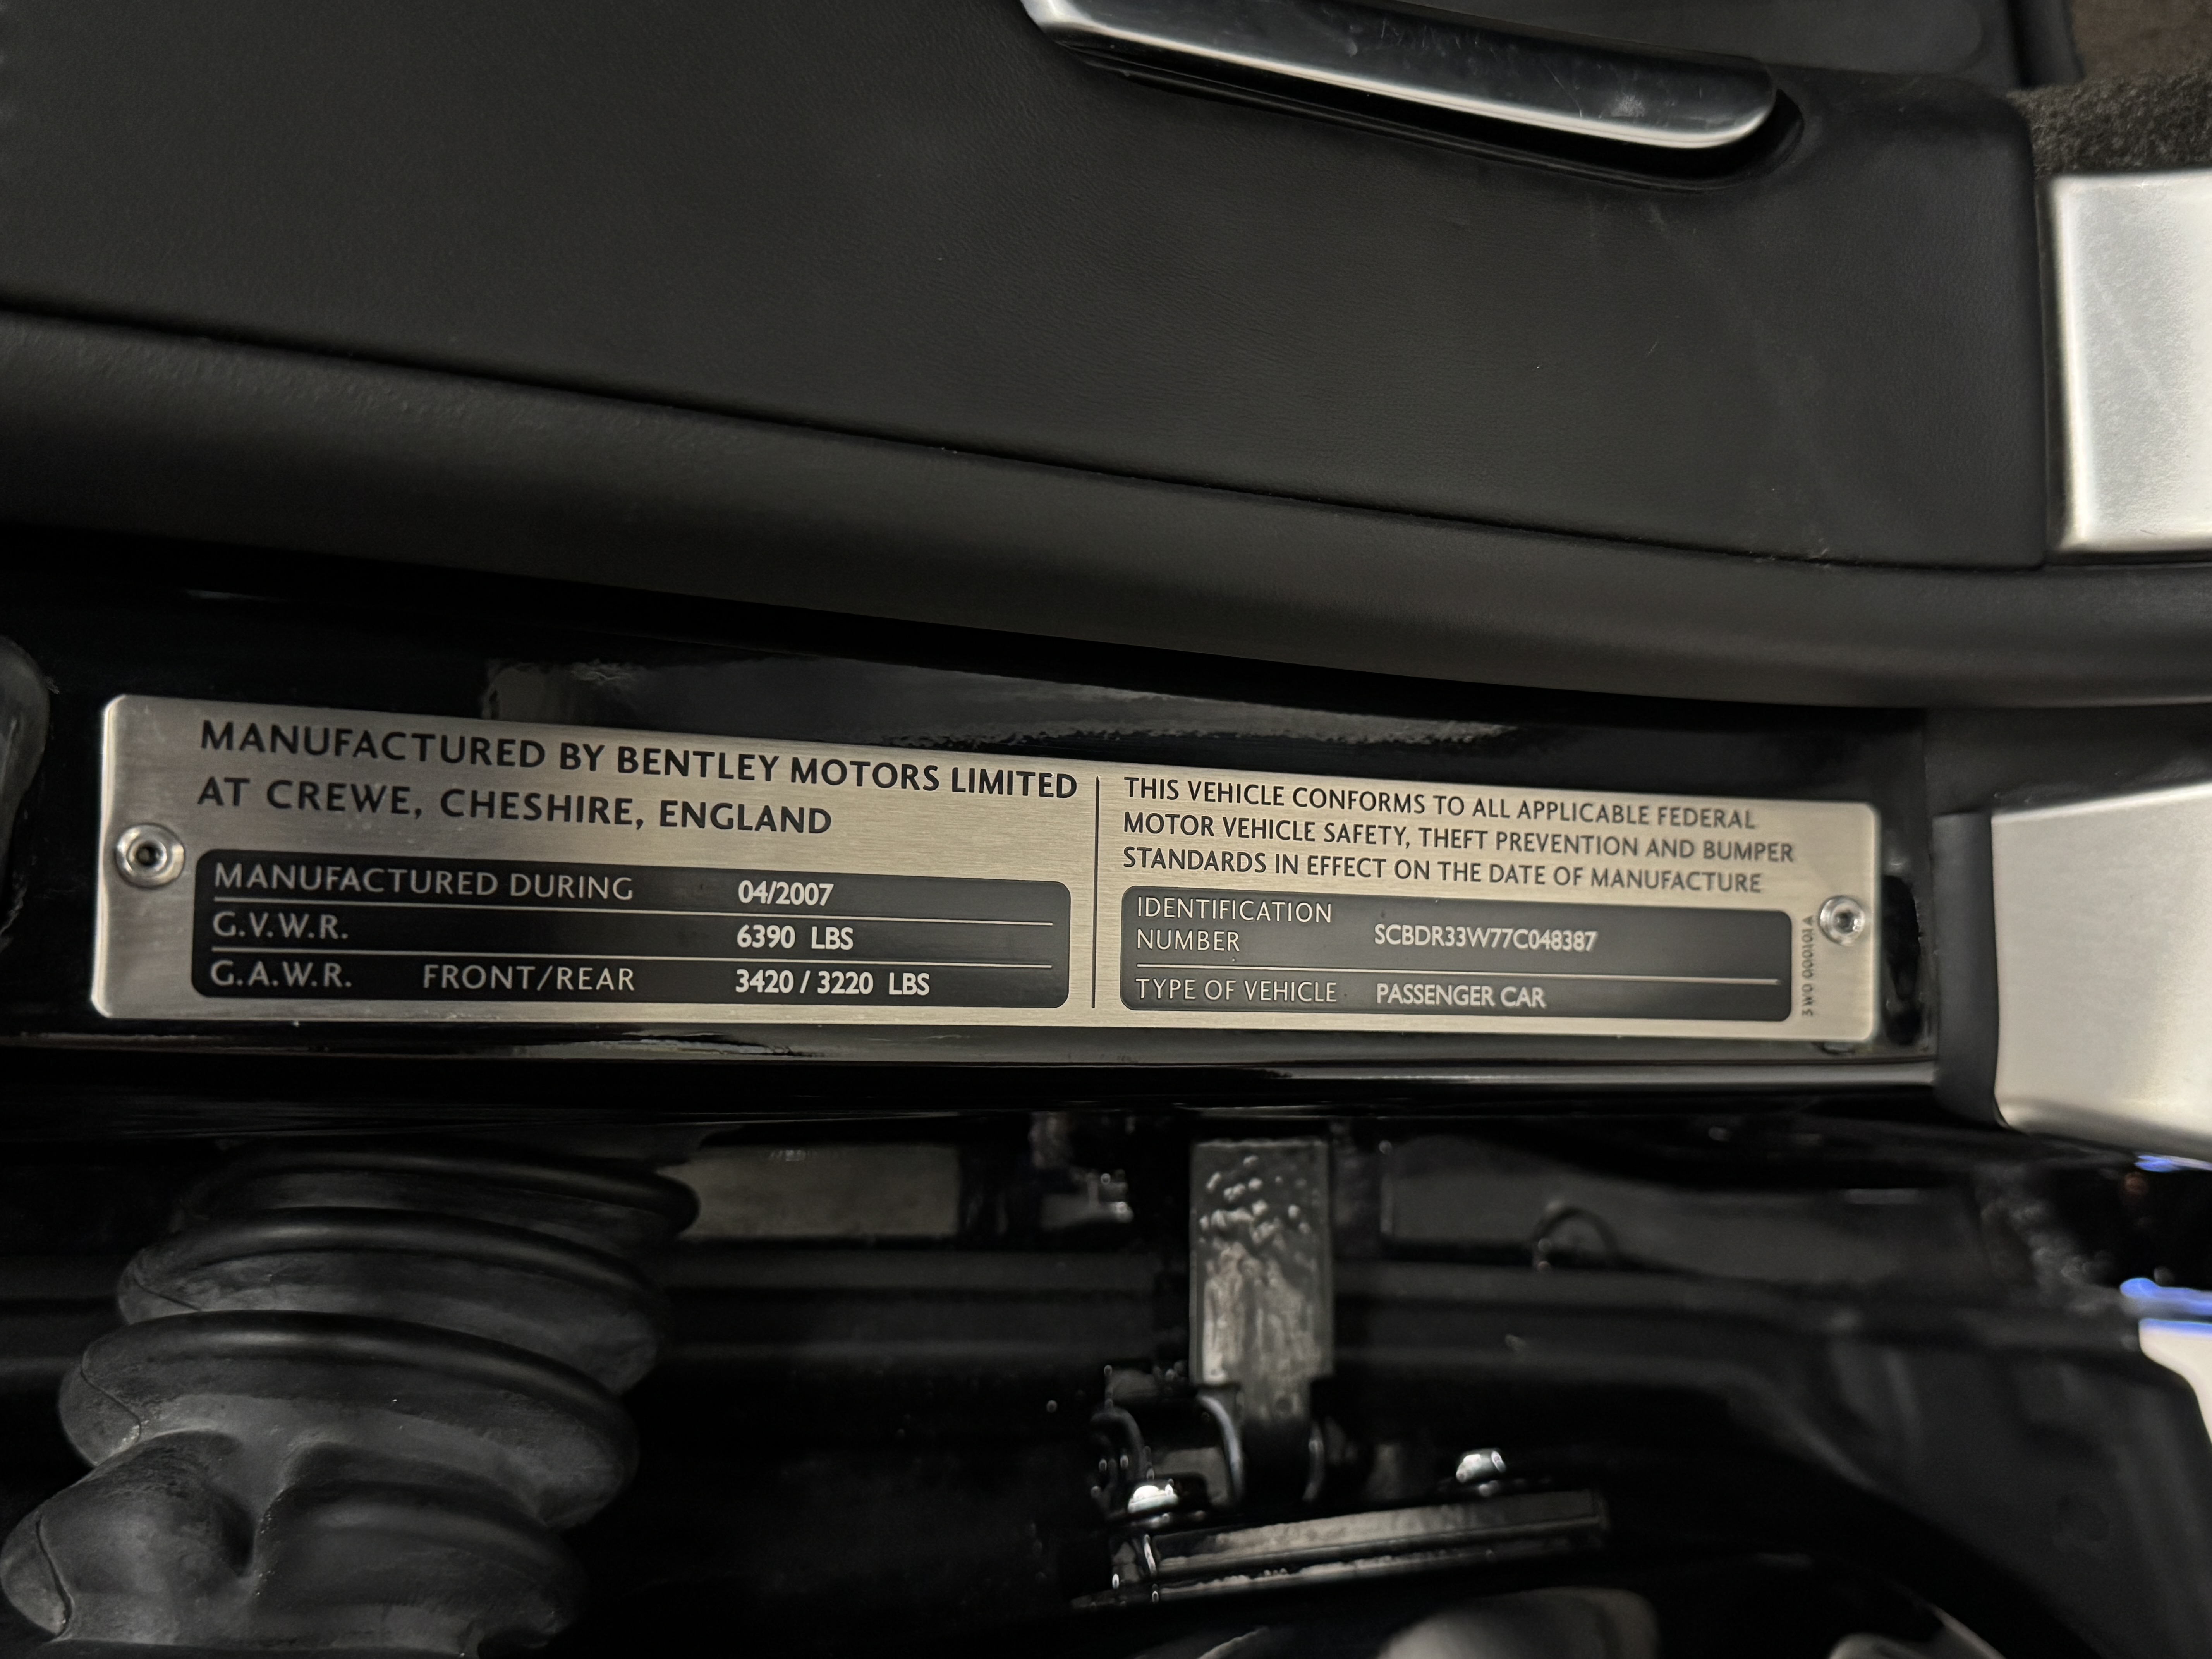 MANUFACTURED BY BENTLEY MOTORS LIMITED
AT CREWE, CHESHIRE, ENGLAND
MANUFACTURED DURING 04/2007
G.V.W.R. 6390 LBS
G.A.W.R. FRONT/REAR 3420 / 3220 LBS
THIS VEHICLE CONFORMS TO ALL APPLICABLE FEDERAL
MOTOR VEHICLE SAFETY, THEFT PREVENTION AND BUMPER
STANDARDS IN EFFECT ON THE DATE OF MANUFACTURE
IDENTIFICATION
NUMBER SCBDR33W77C048387
TYPE OF VEHICLE PASSENGER CAR
3W0 000101 A